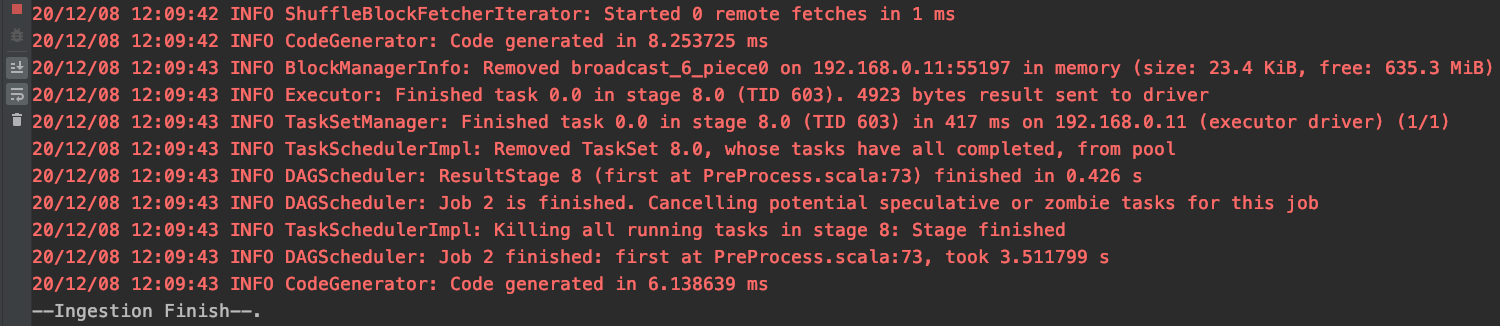 20/12/08 12:09:42 INFO ShuffleBlockFetcherIterator: Started 0 remote fetches in 1 ms
20/12/08 12:09:42 INFO CodeGenerator: Code generated in 8.253725 ms
20/12/08 12:09:43 INFO BlockManagerInfo: Removed broadcast_6_piece0 on 192.168.0.11:55197 in memory (size: 23.4 KiB, free: 635.3 MiB)
20/12/08 12:09:43 INFO Executor: Finished task 0.0 in stage 8.0 (TID 603). 4923 bytes result sent to driver
20/12/08 12:09:43 INFO TaskSetManager: Finished task 0.0 in stage 8.0 (TID 603) in 417 ms on 192.168.0.11 (executor driver) (1/1)
20/12/08 12:09:43 INFO TaskSchedulerImpl: Removed TaskSet 8.0, whose tasks have all completed, from pool
20/12/08 12:09:43 INFO DAGScheduler: ResultStage 8 (first at PreProcess.scala:73) finished in 0.426 s
20/12/08 12:09:43 INFO DAGScheduler: Job 2 is finished. Cancelling potential speculative or zombie tasks for this job
20/12/08 12:09:43 INFO TaskSchedulerImpl: Killing all running tasks in stage 8: Stage finished
20/12/08 12:09:43 INFO DAGScheduler: Job 2 finished: first at PreProcess.scala:73, took 3.511799 s
20/12/08 12:09:43 INFO CodeGenerator: Code generated in 6.138639 ms
--Ingestion Finish--.